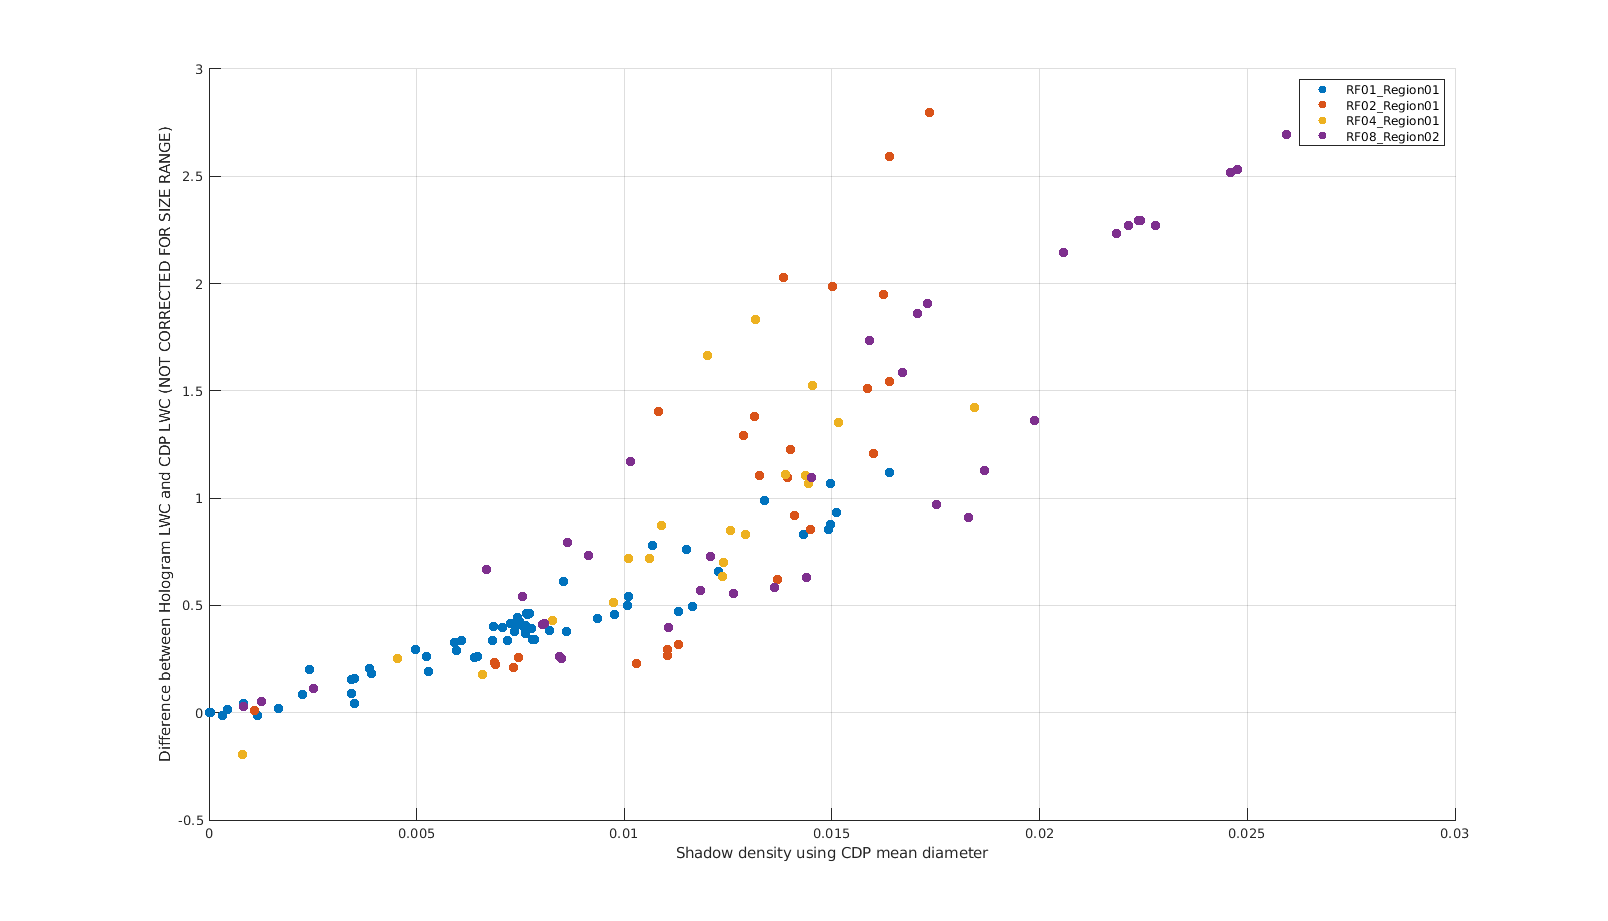 3
2.5
2
1.5
1
0.5
0
-0.5
0
0.005
0.01
0.015
0.02
0.025
0.03
Difference between Hologram LWC and CDP LWC (NOT CORRECTED FOR SIZE RANGE)
Shadow density using CDP mean diameter
RF01_Region01
RF02_Region01
RF04_Region01
RF08_Region02